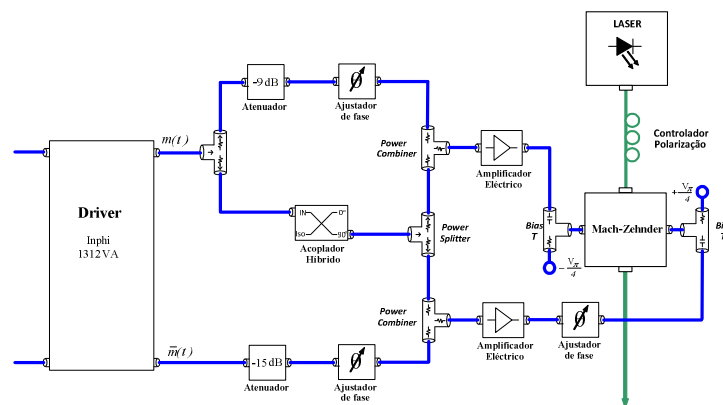 LASER
Controlador
Polarização
m(t)
-9 dB
Atenuador
Ajustador
de fase
Power
Combiner
Amplificador
Eléctrico
+ Vπ/4
Driver
Inphi
1312VA
IN
0°
Iso
90°
Acoplador
Hibrido
Power
Splitter
Bias
T
Mach-Zehnder
Bias
- Vπ/4
Power
Combiner
Amplificador
Eléctrico
Ajustador
de fase
m̅(t)
-15 dB
Atenuador
Ajustador
de fase